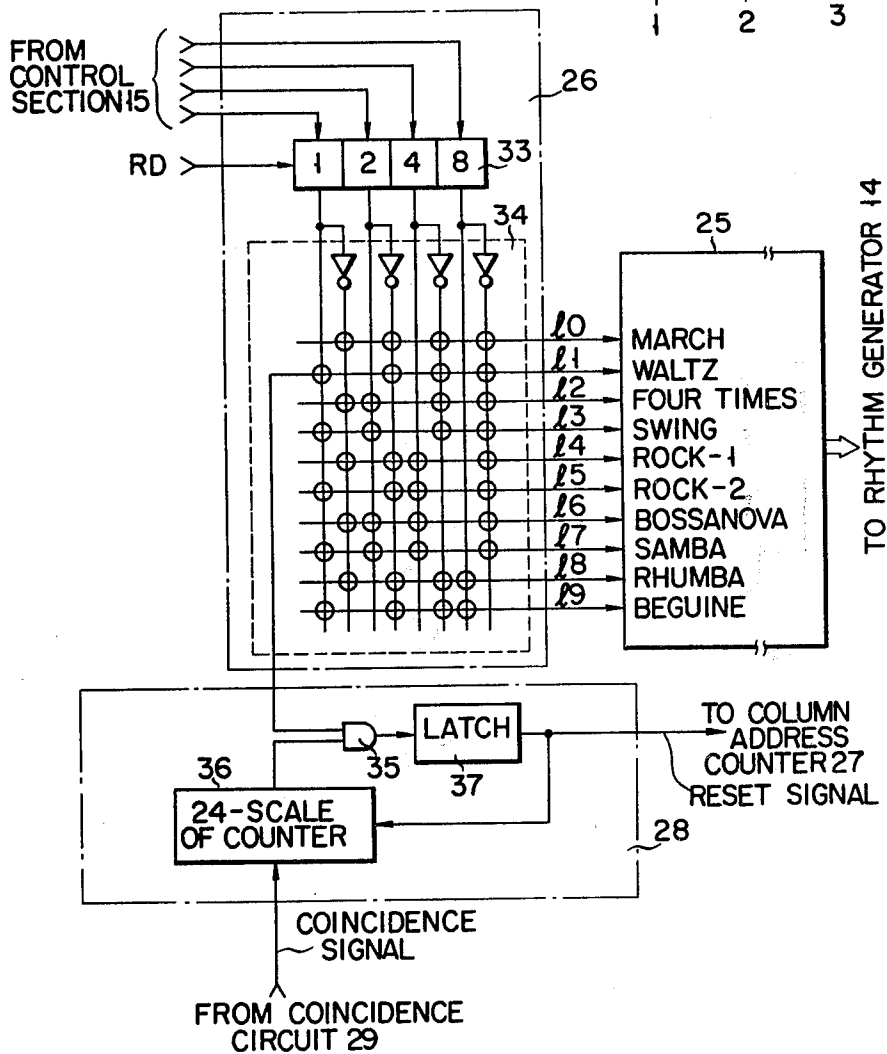 1 2 3
FROM
CONTROL
SECTION 15
26
RD
1 2 4 8
33
34
25
TO RHYTHM GENERATOR 14
ℓ0 MARCH
ℓ1 WALTZ
ℓ2 FOUR TIMES
ℓ3 SWING
ℓ4 ROCK-1
ℓ5 ROCK-2
ℓ6 BOSSANOVA
ℓ7 SAMBA
ℓ8 RHUMBA
ℓ9 BEGUINE
35
LATCH
37
TO COLUMN
ADDRESS
COUNTER 27
RESET SIGNAL
36
24-SCALE
OF COUNTER
28
COINCIDENCE
SIGNAL
FROM COINCIDENCE
CIRCUIT 29